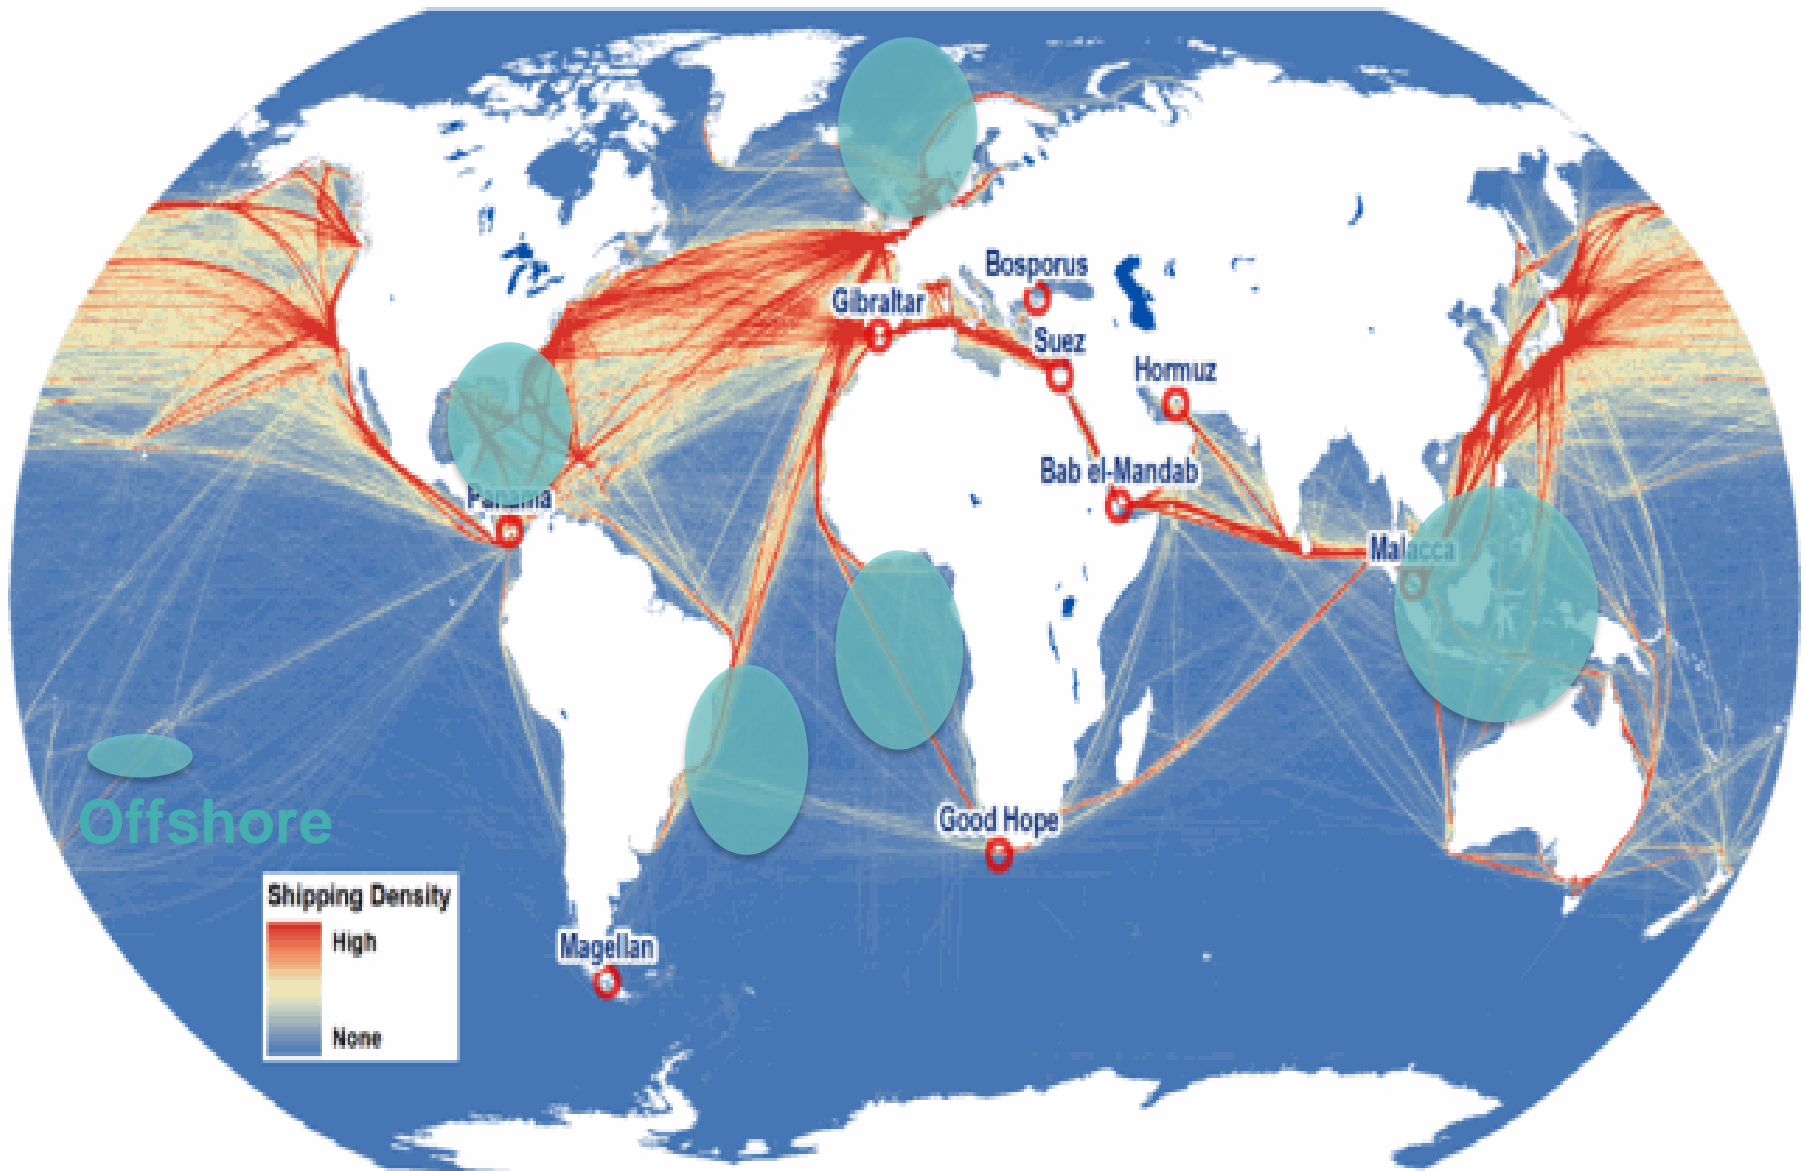 Bosporus
Gibraltar
Suez
Hormuz
Bab el-Mandab
Panama
Malacca
Offshore
Good Hope
Shipping Density
High
Magellan
None